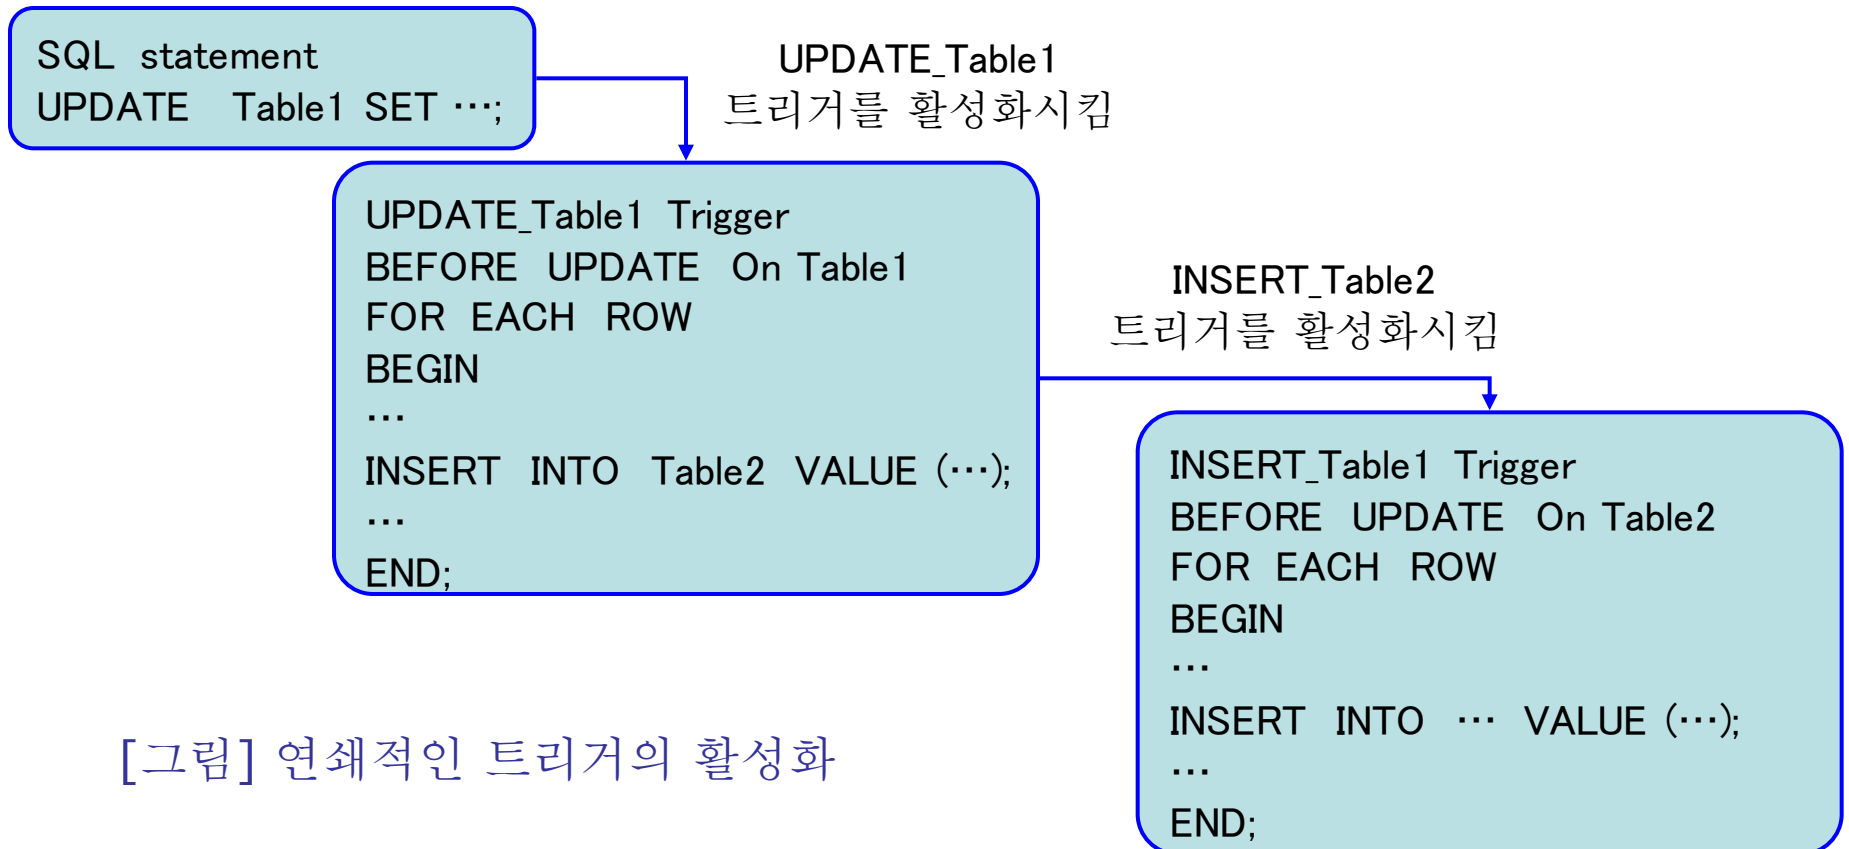 SQL statement
UPDATE Table1 SET ⋯;
UPDATE_Table1
트리거를 활성화시킴
UPDATE_Table1 Trigger
BEFORE UPDATE On Table1
FOR EACH ROW
BEGIN
⋯
INSERT INTO Table2 VALUE (⋯);
⋯
END;
INSERT_Table2
트리거를 활성화시킴
INSERT_Table1 Trigger
BEFORE UPDATE On Table2
FOR EACH ROW
BEGIN
⋯
INSERT INTO ⋯ VALUE (⋯);
⋯
END;
[그림] 연쇄적인 트리거의 활성화